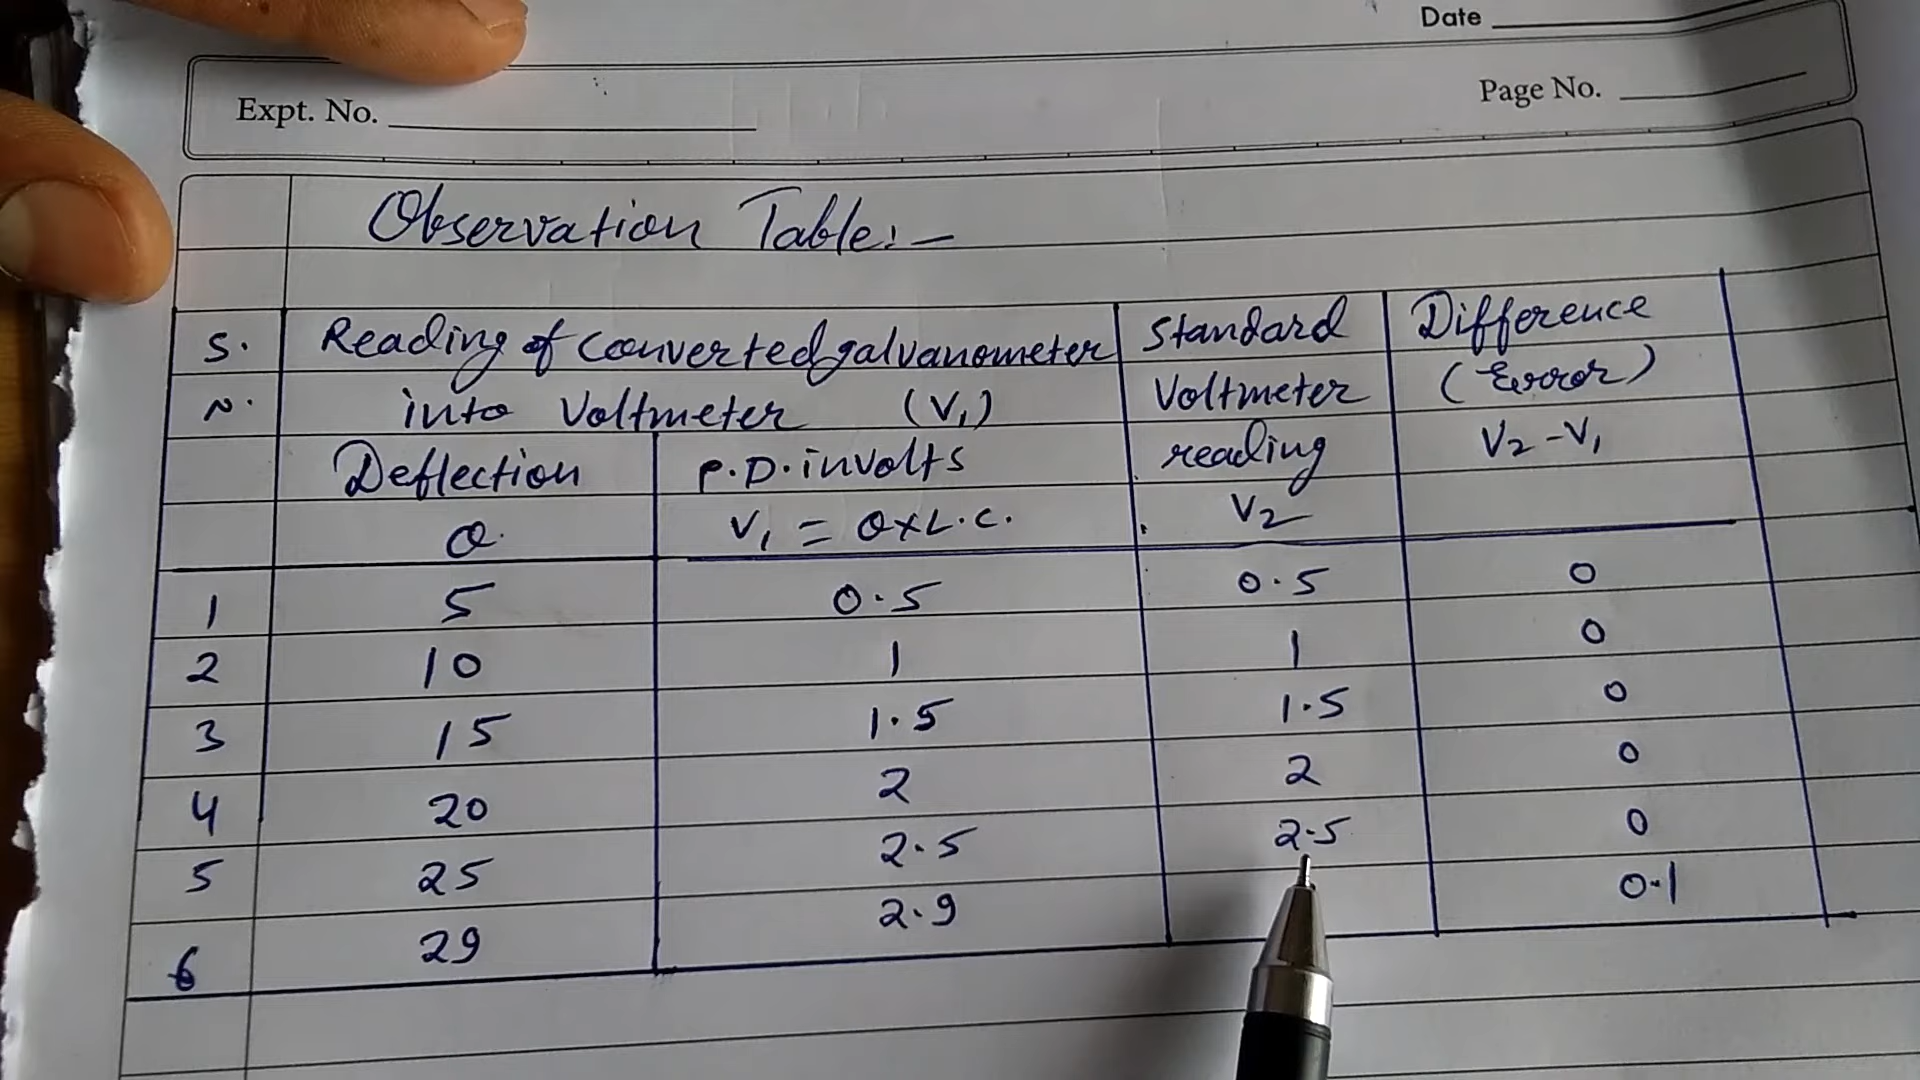 Date
Expt. No.
Page No.
Observation Table:-
S. N.
Reading of converted galvanometer
into Voltmeter (V₁)
Deflection
θ
P.D. in volts
V₁ = θ×L.C.
Standard
Voltmeter
reading
V₂
Difference
(Error)
V₂-V₁
1 5 0.5 0.5 0
2 10 1 1 0
3 15 1.5 1.5 0
4 20 2 2 0
5 25 2.5 2.5 0
6 29 2.9 0.1